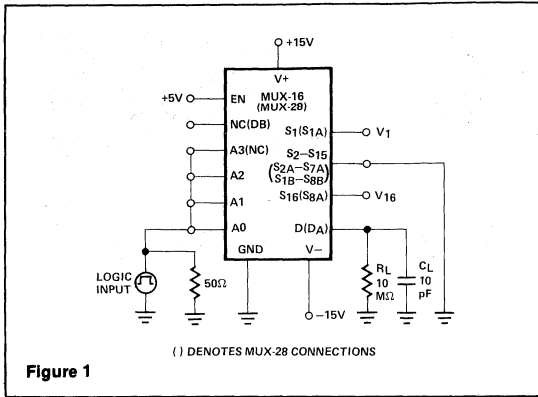 +15V
V+
+5V
EN
MUX-16
(MUX-28)
NC(DB)
S1(S1A)
V1
A3(NC)
S2–S15
(S2A–S7A)
(S1B–S8B)
A2
A1
S16(S8A)
V16
A0
D(DA)
GND
V–
LOGIC
INPUT
50Ω
RL
10
MΩ
CL
10
pF
–15V
( ) DENOTES MUX-28 CONNECTIONS
Figure 1